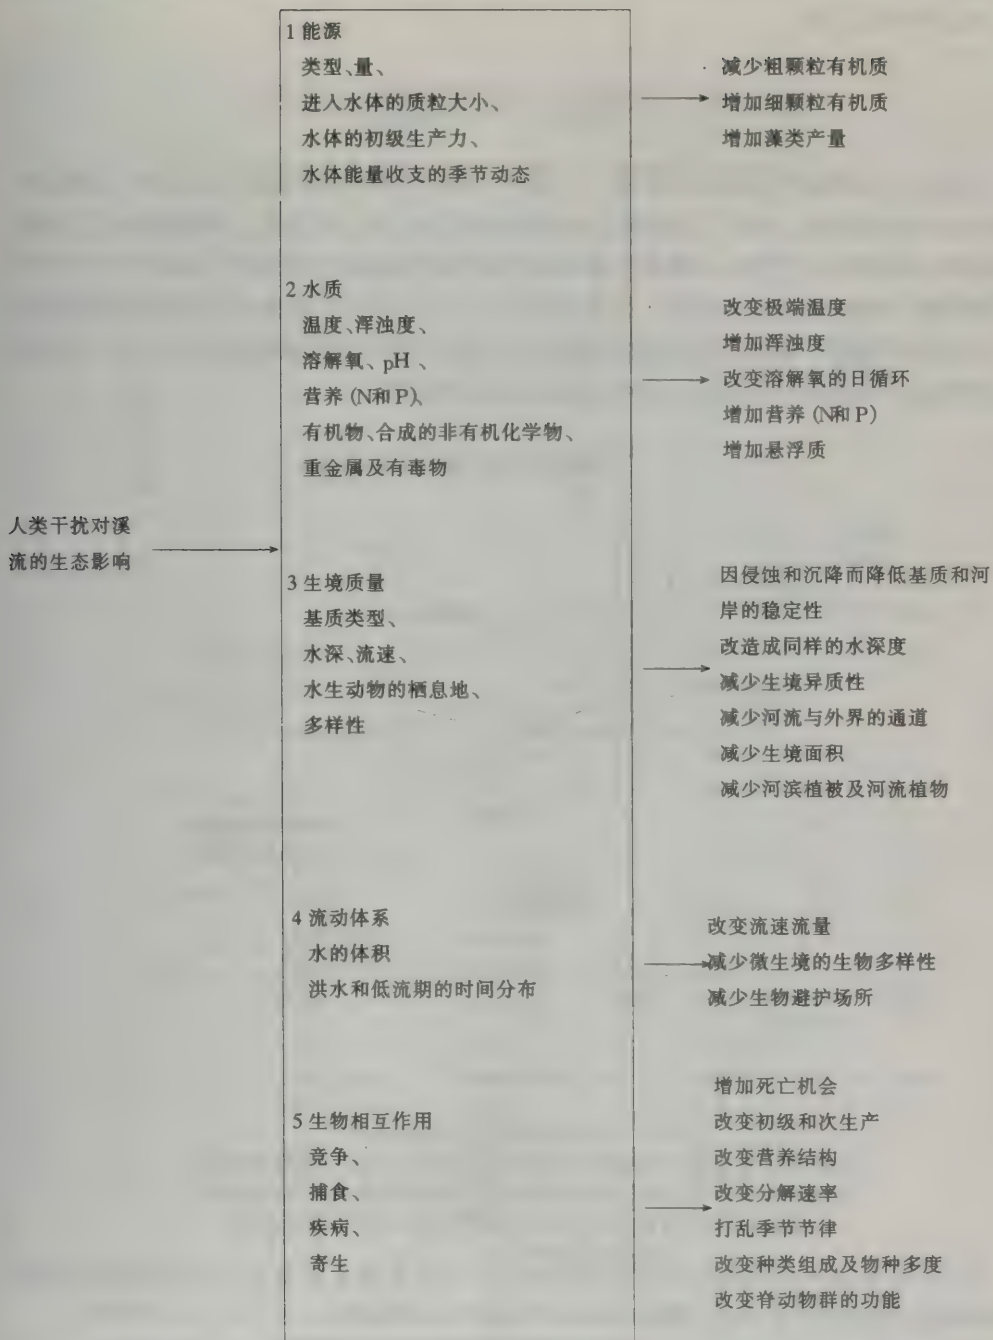 1 能源
类型、量、
进入水体的质粒大小、
水体的初级生产力、
水体能量收支的季节动态
减少粗颗粒有机质
增加细颗粒有机质
增加藻类产量
2 水质
温度、浑浊度、
溶解氧、pH 、
营养 (N和 P)、
有机物、合成的非有机化学物、
重金属及有毒物
改变极端温度
增加浑浊度
改变溶解氧的日循环
增加营养 (N和 P)
增加悬浮质
人类干扰对溪
流的生态影响
3 生境质量
基质类型、
水深、流速、
水生动物的栖息地、
多样性
因侵蚀和沉降而降低基质和河
岸的稳定性
改造成同样的水深度
减少生境异质性
减少河流与外界的通道
减少生境面积
减少河滨植被及河流植物
4 流动体系
水的体积
洪水和低流期的时间分布
改变流速流量
减少微生境的生物多样性
减少生物避护场所
5 生物相互作用
竞争、
捕食、
疾病、
寄生
增加死亡机会
改变初级和次生产
改变营养结构
改变分解速率
打乱季节节律
改变种类组成及物种多度
改变脊动物群的功能